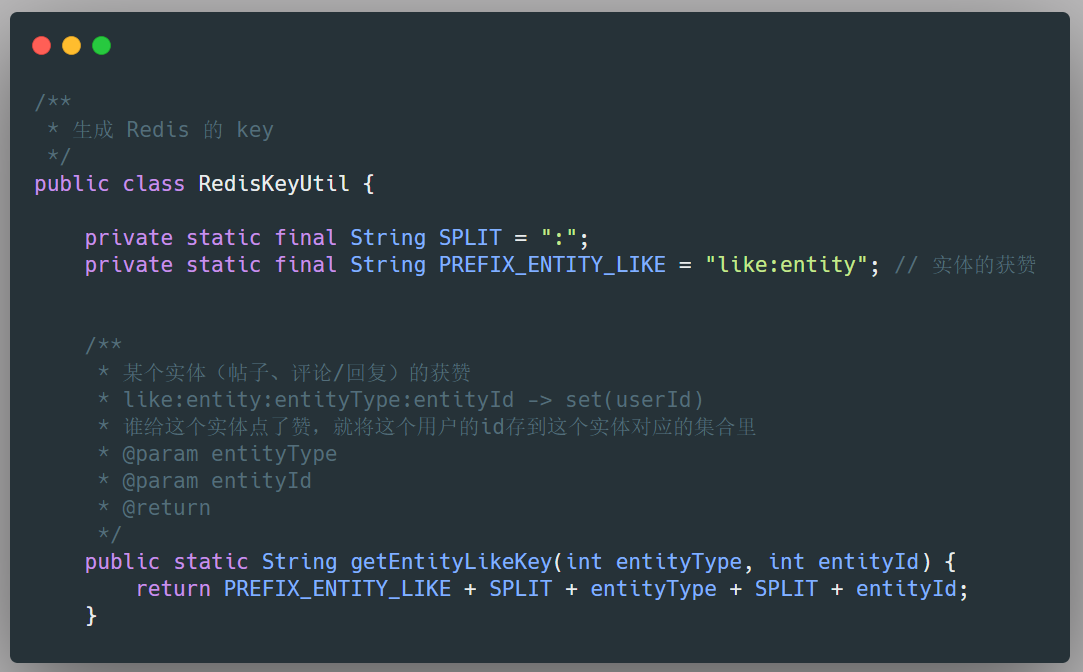 /**
 * 生成 Redis 的 key
 */
public class RedisKeyUtil {
    private static final String SPLIT = ":";
    private static final String PREFIX_ENTITY_LIKE = "like:entity"; // 实体的获赞
    /**
     * 某个实体（帖子、评论/回复）的获赞
     * like:entity:entityType:entityId -> set(userId)
     * 谁给这个实体点了赞，就将这个用户的id存到这个实体对应的集合里
     * @param entityType
     * @param entityId
     * @return
     */
    public static String getEntityLikeKey(int entityType, int entityId) {
        return PREFIX_ENTITY_LIKE + SPLIT + entityType + SPLIT + entityId;
    }